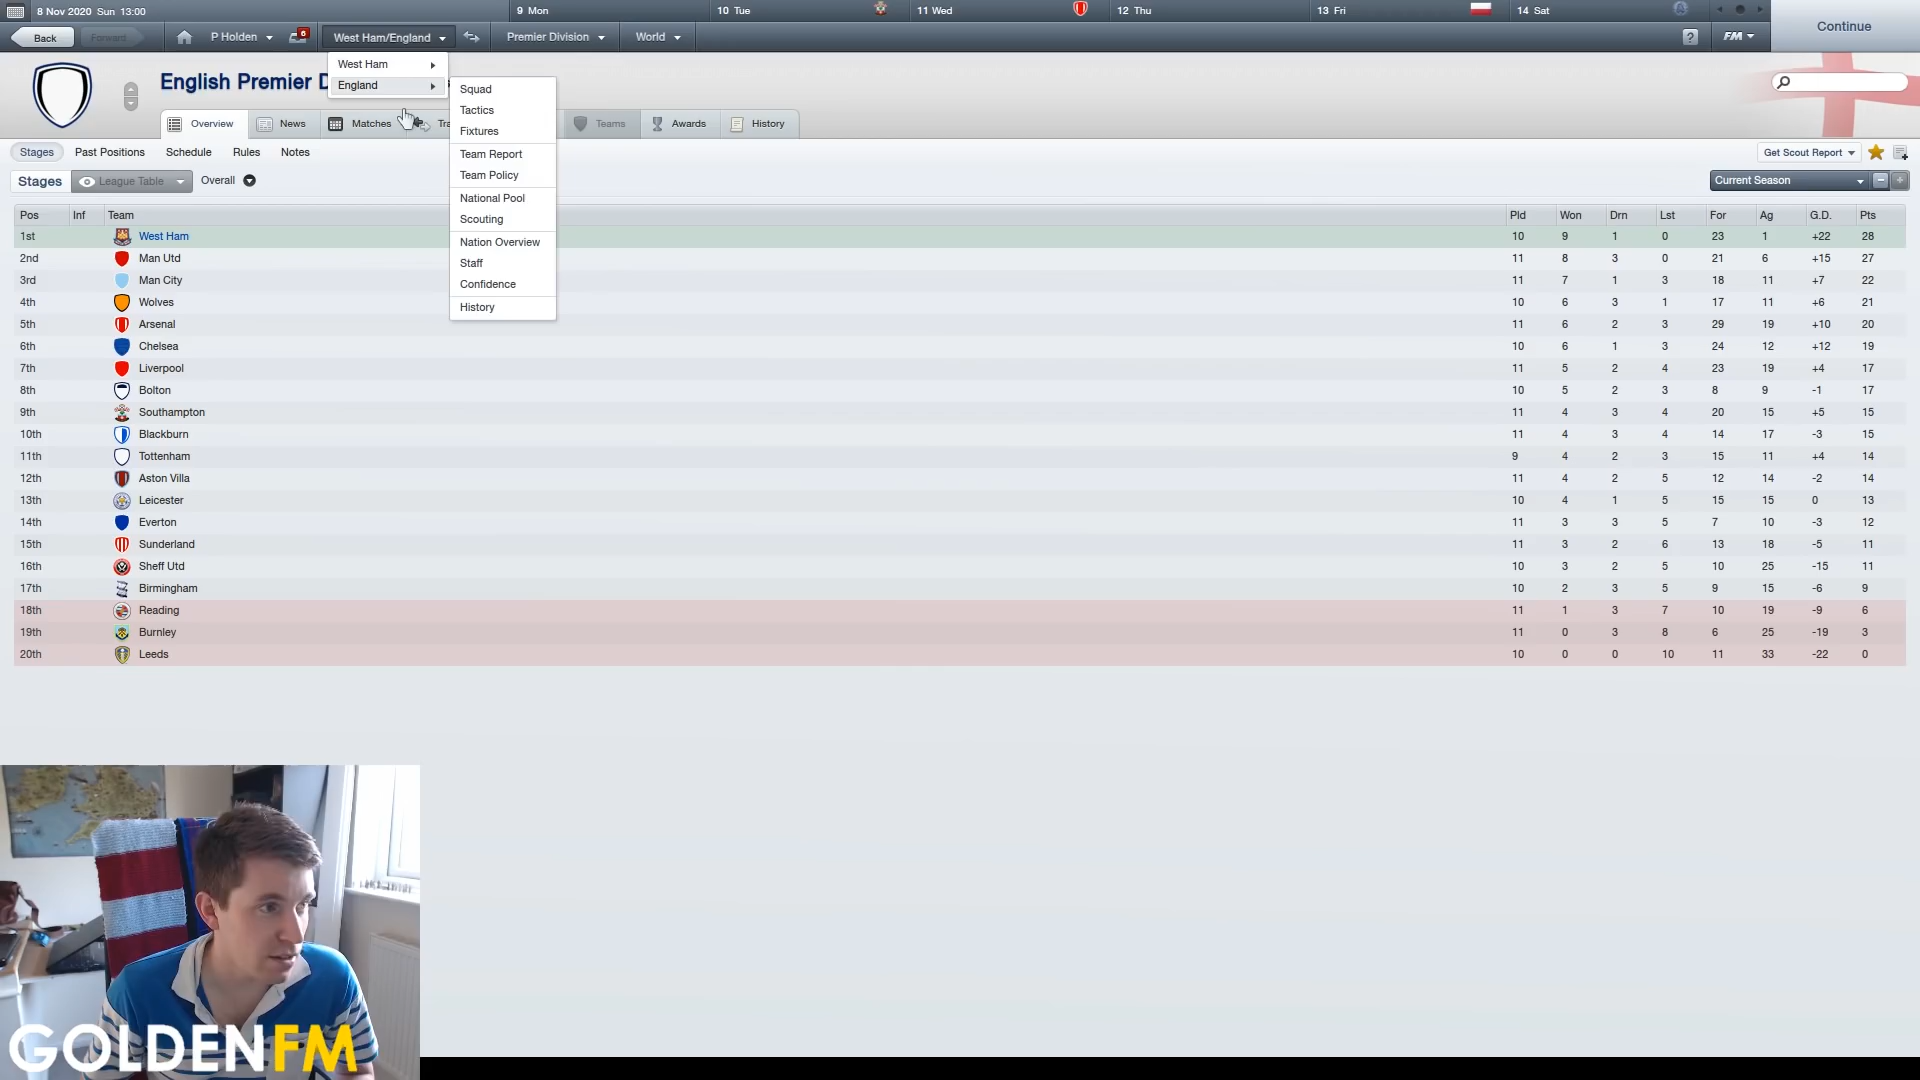 8 Nov 2020 Sun 13:00 9 Mon 10 Tue 11 Wed 12 Thu 13 Fri 14 Sat Continue
Back Forward P Holden 6 West Ham/England Premier Division World ? FM
West Ham
England
English Premier D
Squad
Tactics
Fixtures
Team Report
Team Policy
National Pool
Scouting
Nation Overview
Staff
Confidence
History
Overview News Matches Tra Teams Awards History
Stages Past Positions Schedule Rules Notes Get Scout Report
Stages League Table Overall Current Season
Pos Inf Team Pld Won Drn Lst For Ag G.D. Pts
1st West Ham 10 9 1 0 23 1 +22 28
2nd Man Utd 11 8 3 0 21 6 +15 27
3rd Man City 11 7 1 3 18 11 +7 22
4th Wolves 10 6 3 1 17 11 +6 21
5th Arsenal 11 6 2 3 29 19 +10 20
6th Chelsea 10 6 1 3 24 12 +12 19
7th Liverpool 11 5 2 4 23 19 +4 17
8th Bolton 10 5 2 3 8 9 -1 17
9th Southampton 11 4 3 4 20 15 +5 15
10th Blackburn 11 4 3 4 14 17 -3 15
11th Tottenham 9 4 2 3 15 11 +4 14
12th Aston Villa 11 4 2 5 12 14 -2 14
13th Leicester 10 4 1 5 15 15 0 13
14th Everton 11 3 3 5 7 10 -3 12
15th Sunderland 11 3 2 6 13 18 -5 11
16th Sheff Utd 10 3 2 5 10 25 -15 11
17th Birmingham 10 2 3 5 9 15 -6 9
18th Reading 11 1 3 7 10 19 -9 6
19th Burnley 11 0 3 8 6 25 -19 3
20th Leeds 10 0 0 10 11 33 -22 0
GOLDENFM